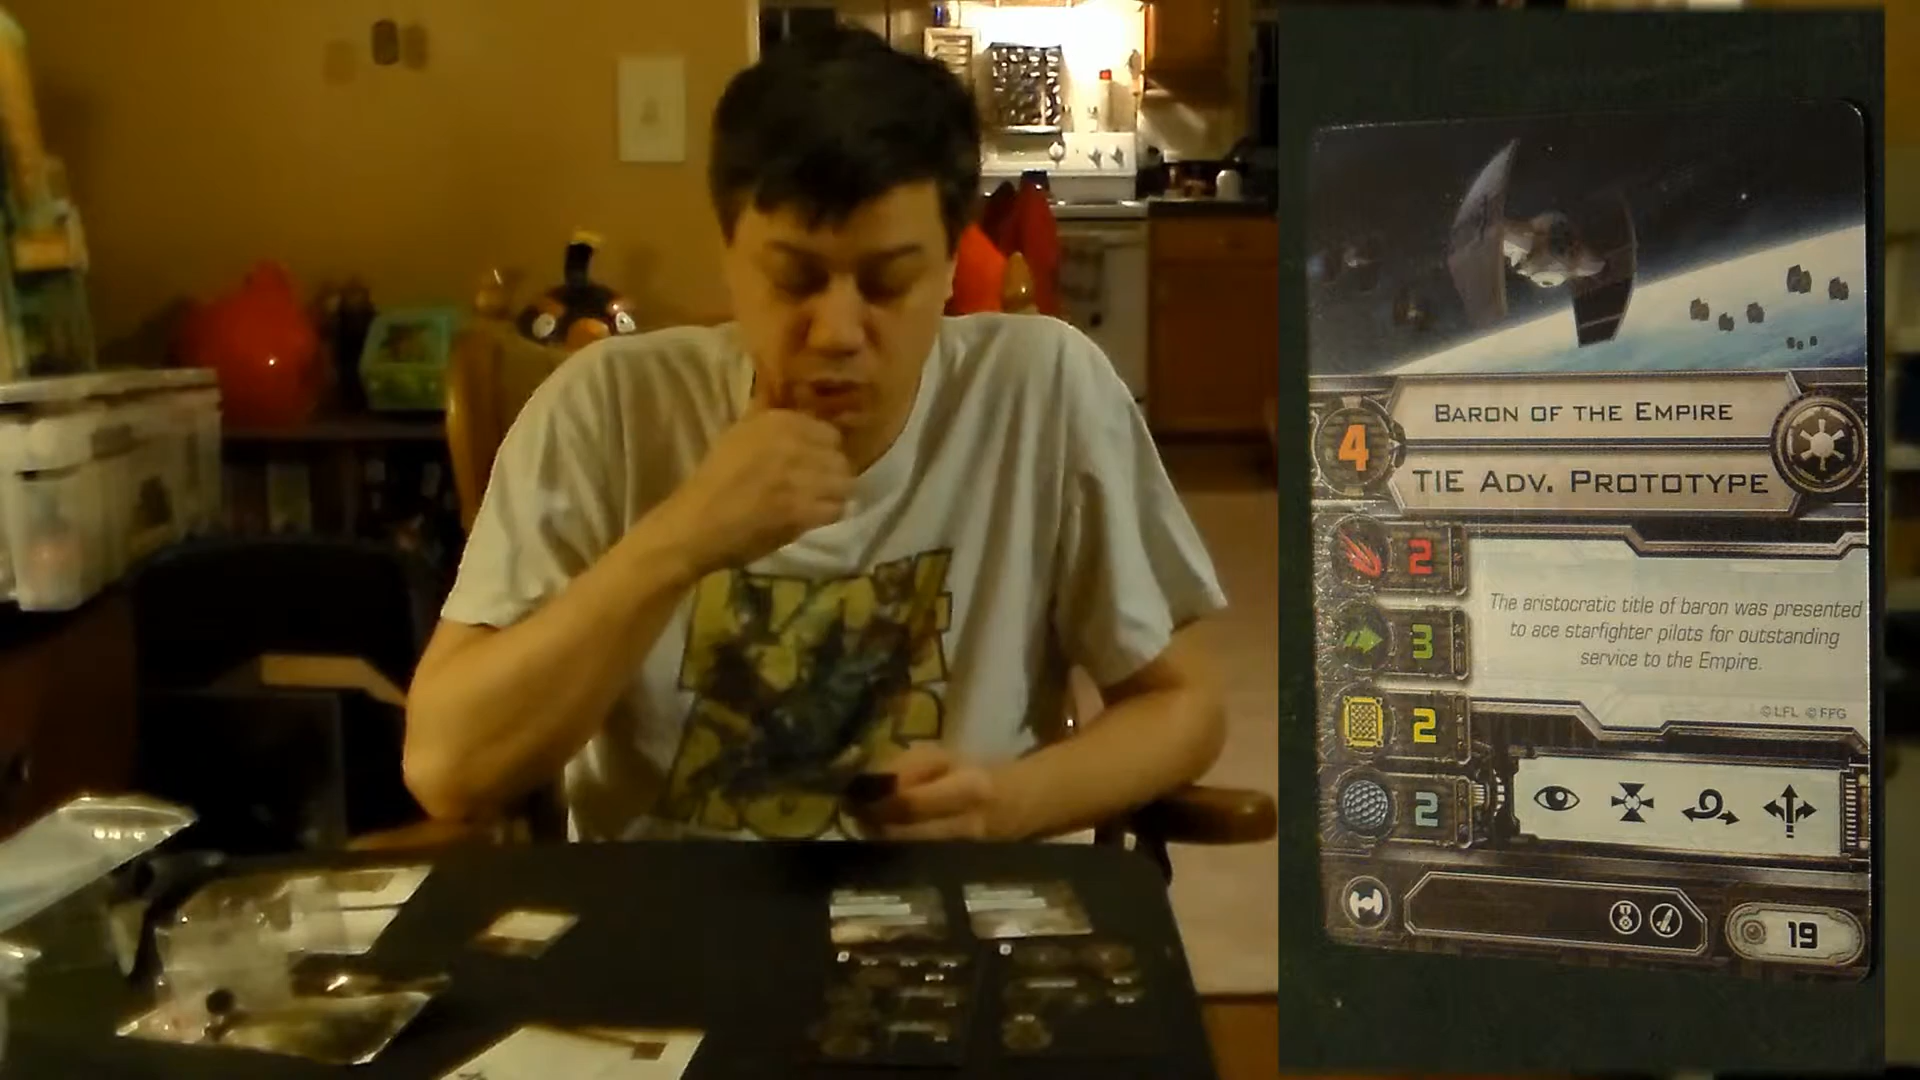 BARON OF THE EMPIRE
4
TIE ADV. PROTOTYPE
2
3
2
2
The aristocratic title of baron was presented
to ace starfighter pilots for outstanding
service to the Empire.
©LFL ©FFG
19